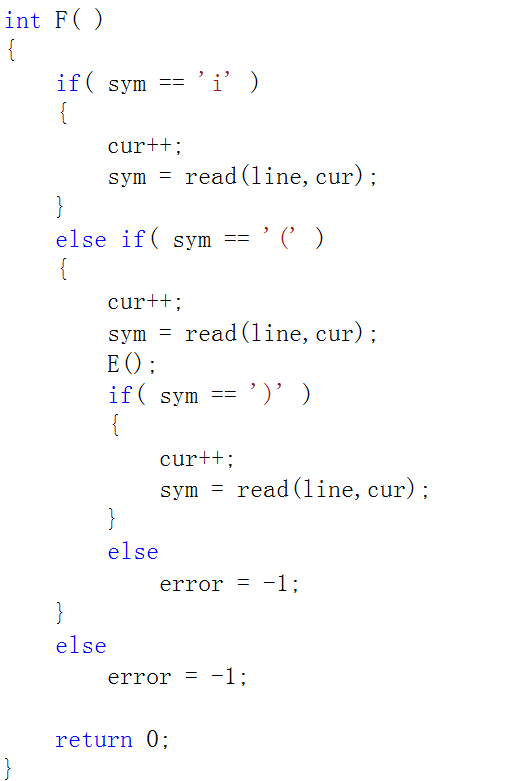 int F( )
{
    if( sym == 'i' )
    {
        cur++;
        sym = read(line,cur);
    }
    else if( sym == '(' )
    {
        cur++;
        sym = read(line,cur);
        E();
        if( sym == ')' )
        {
            cur++;
            sym = read(line,cur);
        }
        else
            error = -1;
    }
    else
        error = -1;

    return 0;
}